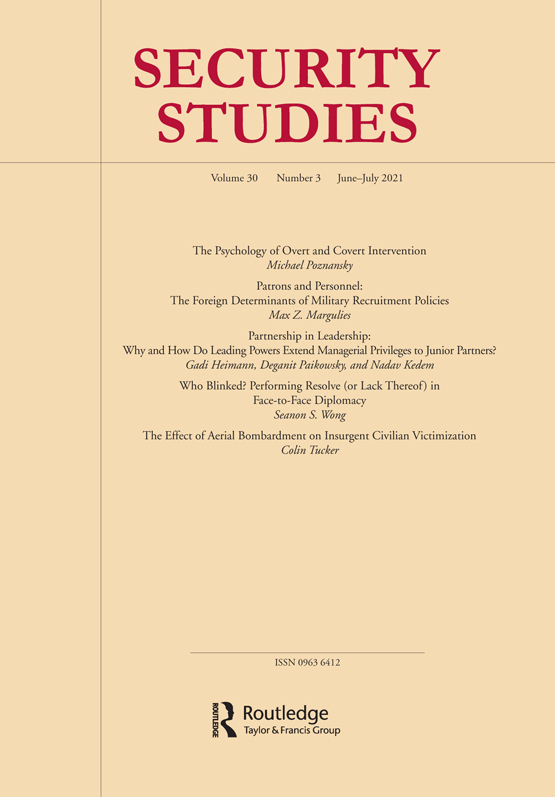 SECURITY
STUDIES
Volume 30 Number 3 June–July 2021
The Psychology of Overt and Covert Intervention
Michael Poznansky
Patrons and Personnel:
The Foreign Determinants of Military Recruitment Policies
Max Z. Margulies
Partnership in Leadership:
Why and How Do Leading Powers Extend Managerial Privileges to Junior Partners?
Gadi Heimann, Deganit Paikowsky, and Nadav Kedem
Who Blinked? Performing Resolve (or Lack Thereof) in
Face-to-Face Diplomacy
Seanon S. Wong
The Effect of Aerial Bombardment on Insurgent Civilian Victimization
Colin Tucker
ISSN 0963 6412
ROUTLEDGE
Routledge
Taylor & Francis Group